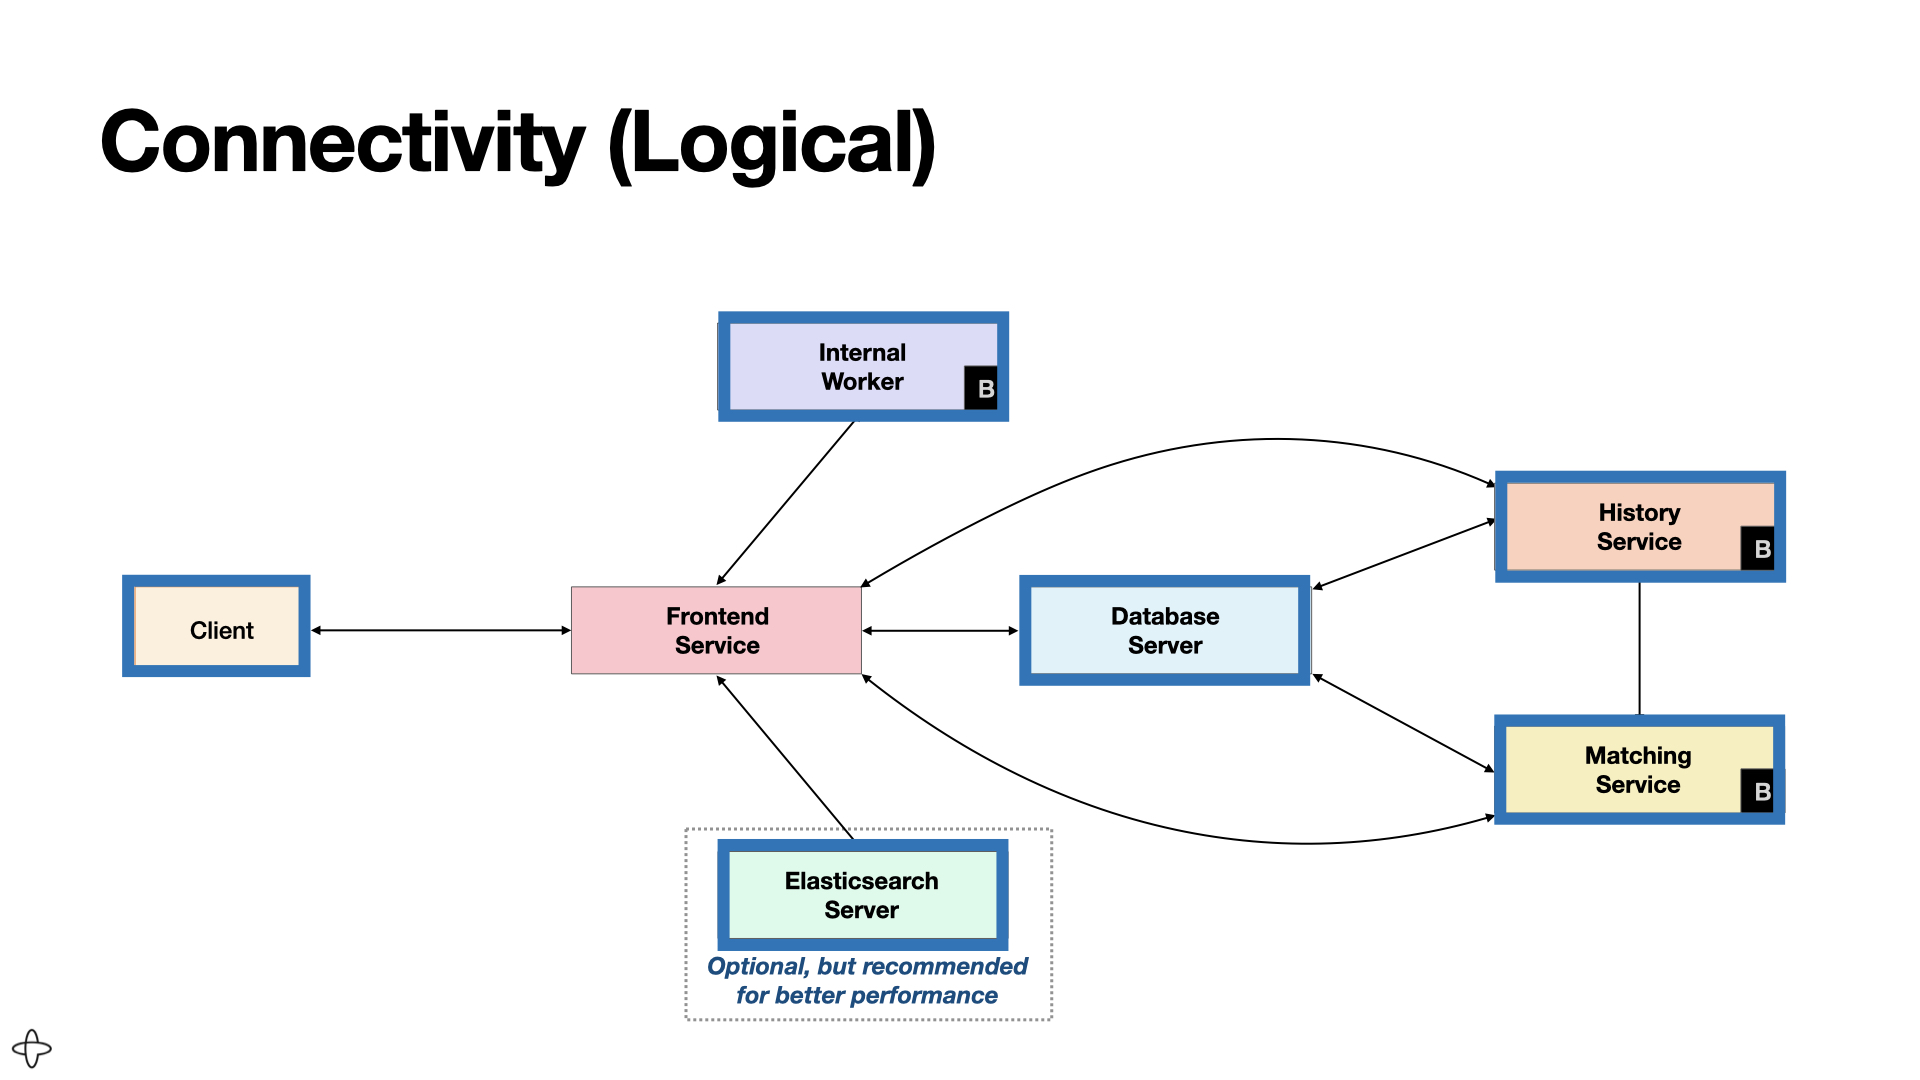 Connectivity (Logical)
Internal
Worker
B
History
Service
B
Client
Frontend
Service
Database
Server
Matching
Service
B
Elasticsearch
Server
Optional, but recommended
for better performance